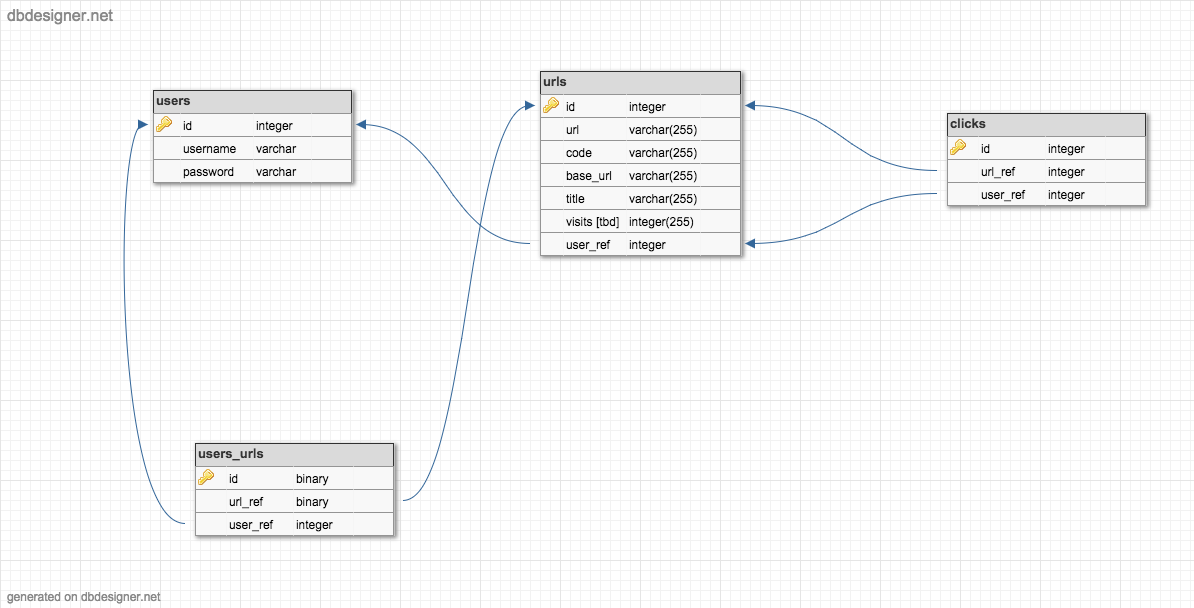 dbdesigner.net
users
id integer
username varchar
password varchar
urls
id integer
url varchar(255)
code varchar(255)
base_url varchar(255)
title varchar(255)
visits [tbd] integer(255)
user_ref integer
clicks
id integer
url_ref integer
user_ref integer
users_urls
id binary
url_ref binary
user_ref integer
generated on dbdesigner.net